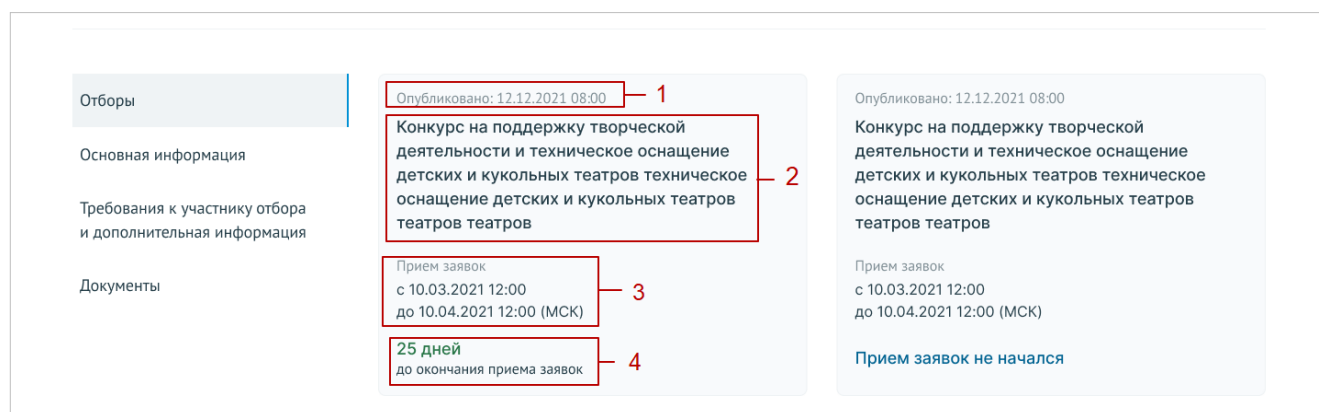 Отборы
Основная информация
Требования к участнику отбора
и дополнительная информация
Документы
Опубликовано: 12.12.2021 08:00
1
Конкурс на поддержку творческой
деятельности и техническое оснащение
детских и кукольных театров техническое
оснащение детских и кукольных театров
театров театров
2
Прием заявок
с 10.03.2021 12:00
до 10.04.2021 12:00 (МСК)
3
25 дней
до окончания приема заявок
4
Опубликовано: 12.12.2021 08:00
Конкурс на поддержку творческой
деятельности и техническое оснащение
детских и кукольных театров техническое
оснащение детских и кукольных театров
театров театров
Прием заявок
с 10.03.2021 12:00
до 10.04.2021 12:00 (МСК)
Прием заявок не начался